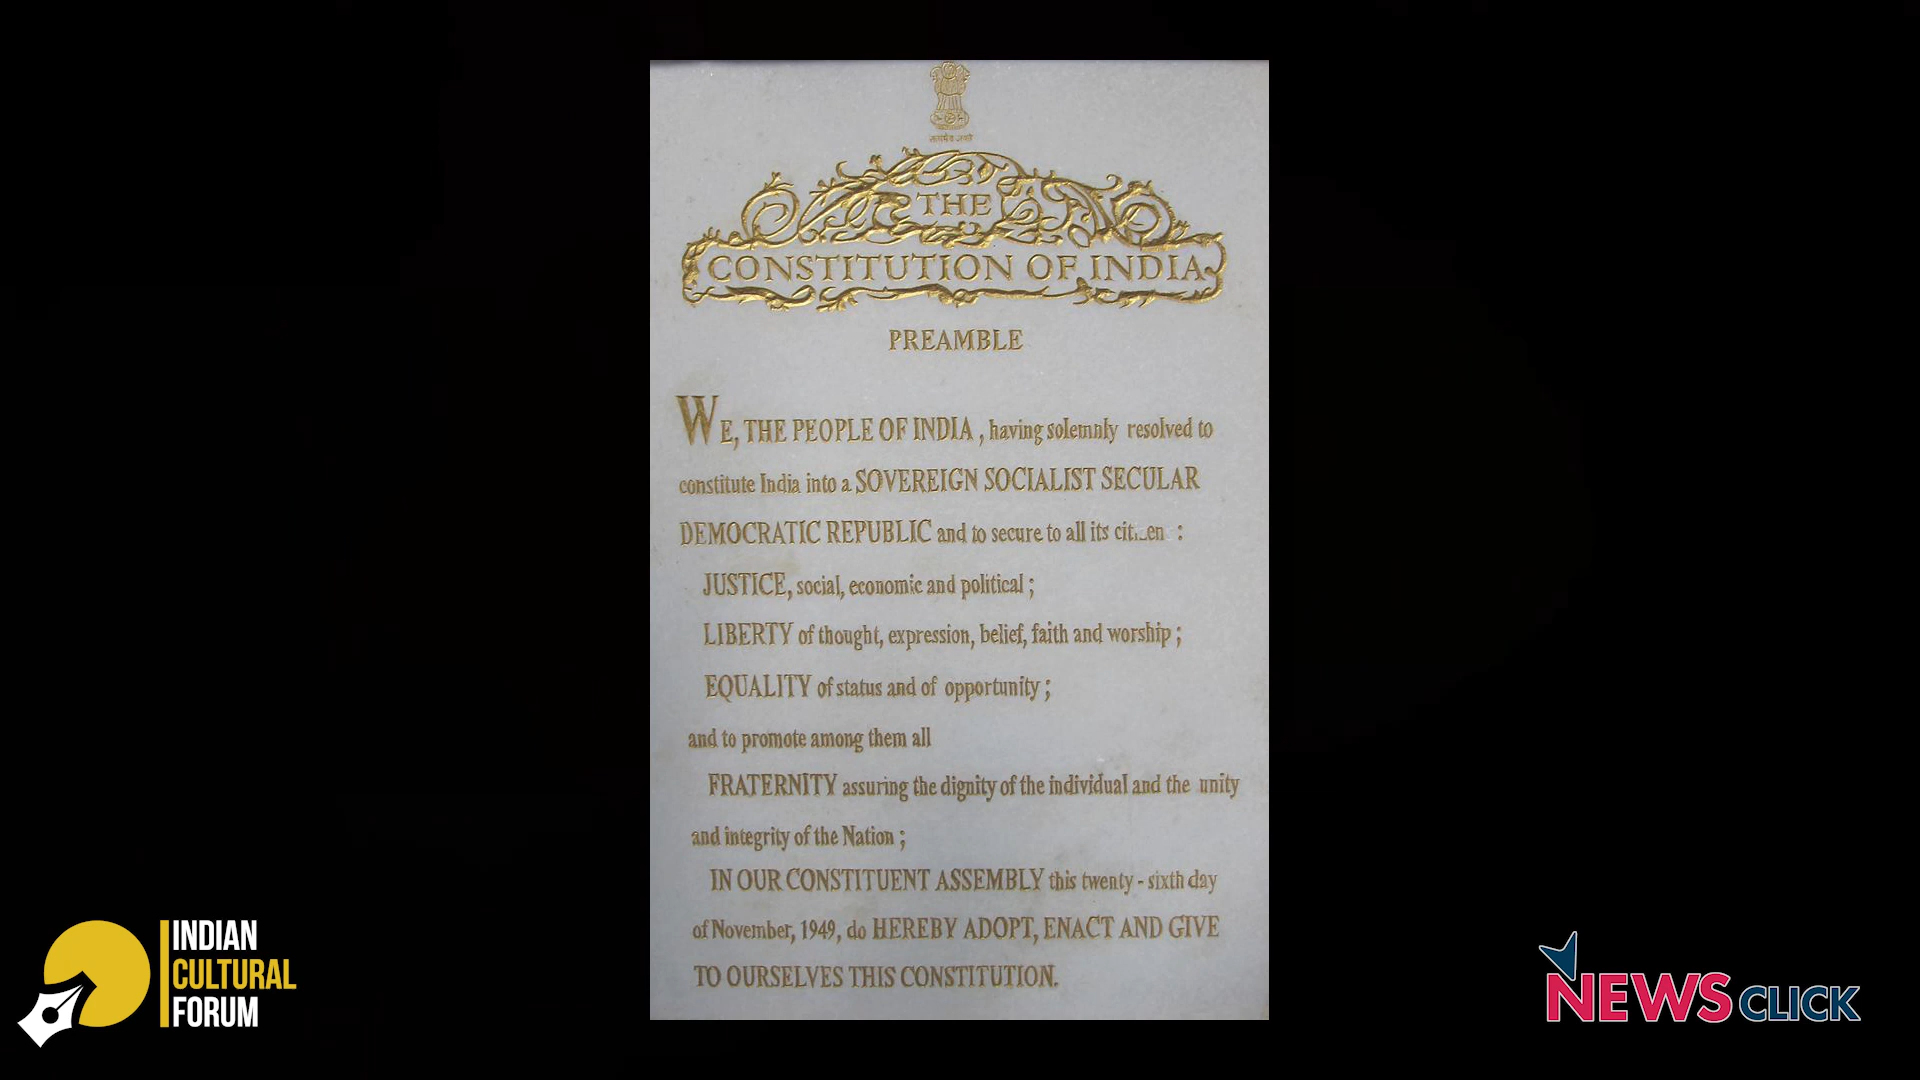 सत्यमेव जयते
THE
CONSTITUTION OF INDIA
PREAMBLE
WE, THE PEOPLE OF INDIA , having solemnly resolved to
constitute India into a SOVEREIGN SOCIALIST SECULAR
DEMOCRATIC REPUBLIC and to secure to all its :
JUSTICE, social, economic and political ;
LIBERTY of thought, expression, belief, faith and worship ;
EQUALITY of status and of opportunity ;
and to promote among them all
FRATERNITY assuring the dignity of the individual and the unity
and integrity of the Nation ;
IN OUR CONSTITUENT ASSEMBLY this twenty - sixth day
of November, 1949, do HEREBY ADOPT, ENACT AND GIVE
TO OURSELVES THIS CONSTITUTION.
INDIAN
CULTURAL
FORUM
NEWSCLICK